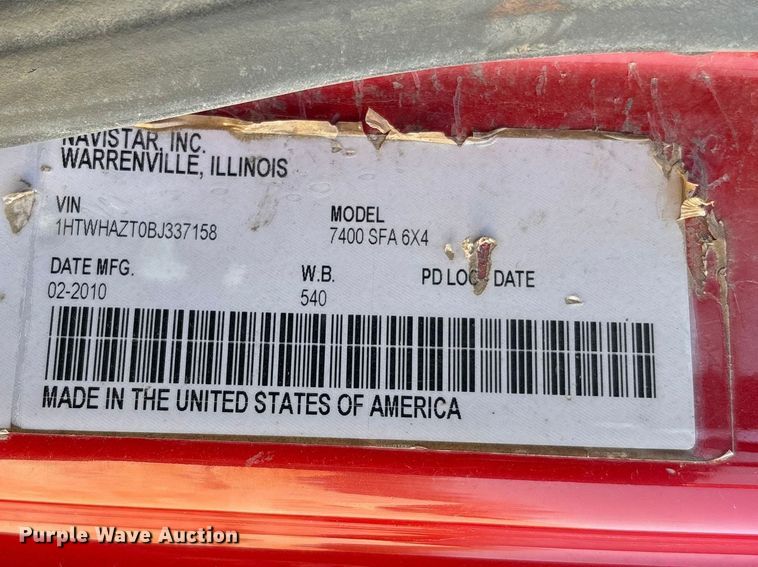 NAVISTAR, INC.
WARRENVILLE, ILLINOIS
VIN MODEL
1HTWHAZT0BJ337158 7400 SFA 6X4
DATE MFG. W.B. PD LOC DATE
02-2010 540
MADE IN THE UNITED STATES OF AMERICA
Purple Wave Auction